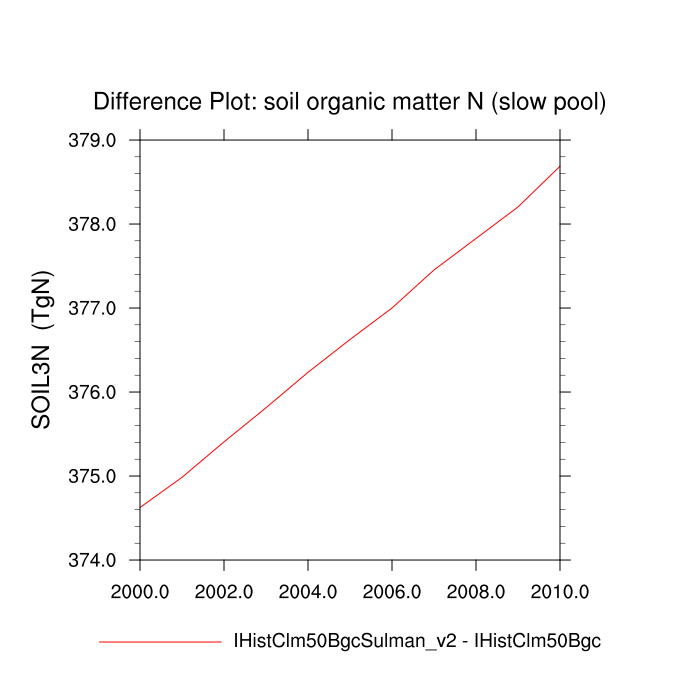 Difference Plot: soil organic matter N (slow pool)
379.0
378.0
377.0
376.0
375.0
374.0
SOIL3N (TgN)
2000.0 2002.0 2004.0 2006.0 2008.0 2010.0
IHistClm50BgcSulman_v2 - IHistClm50Bgc